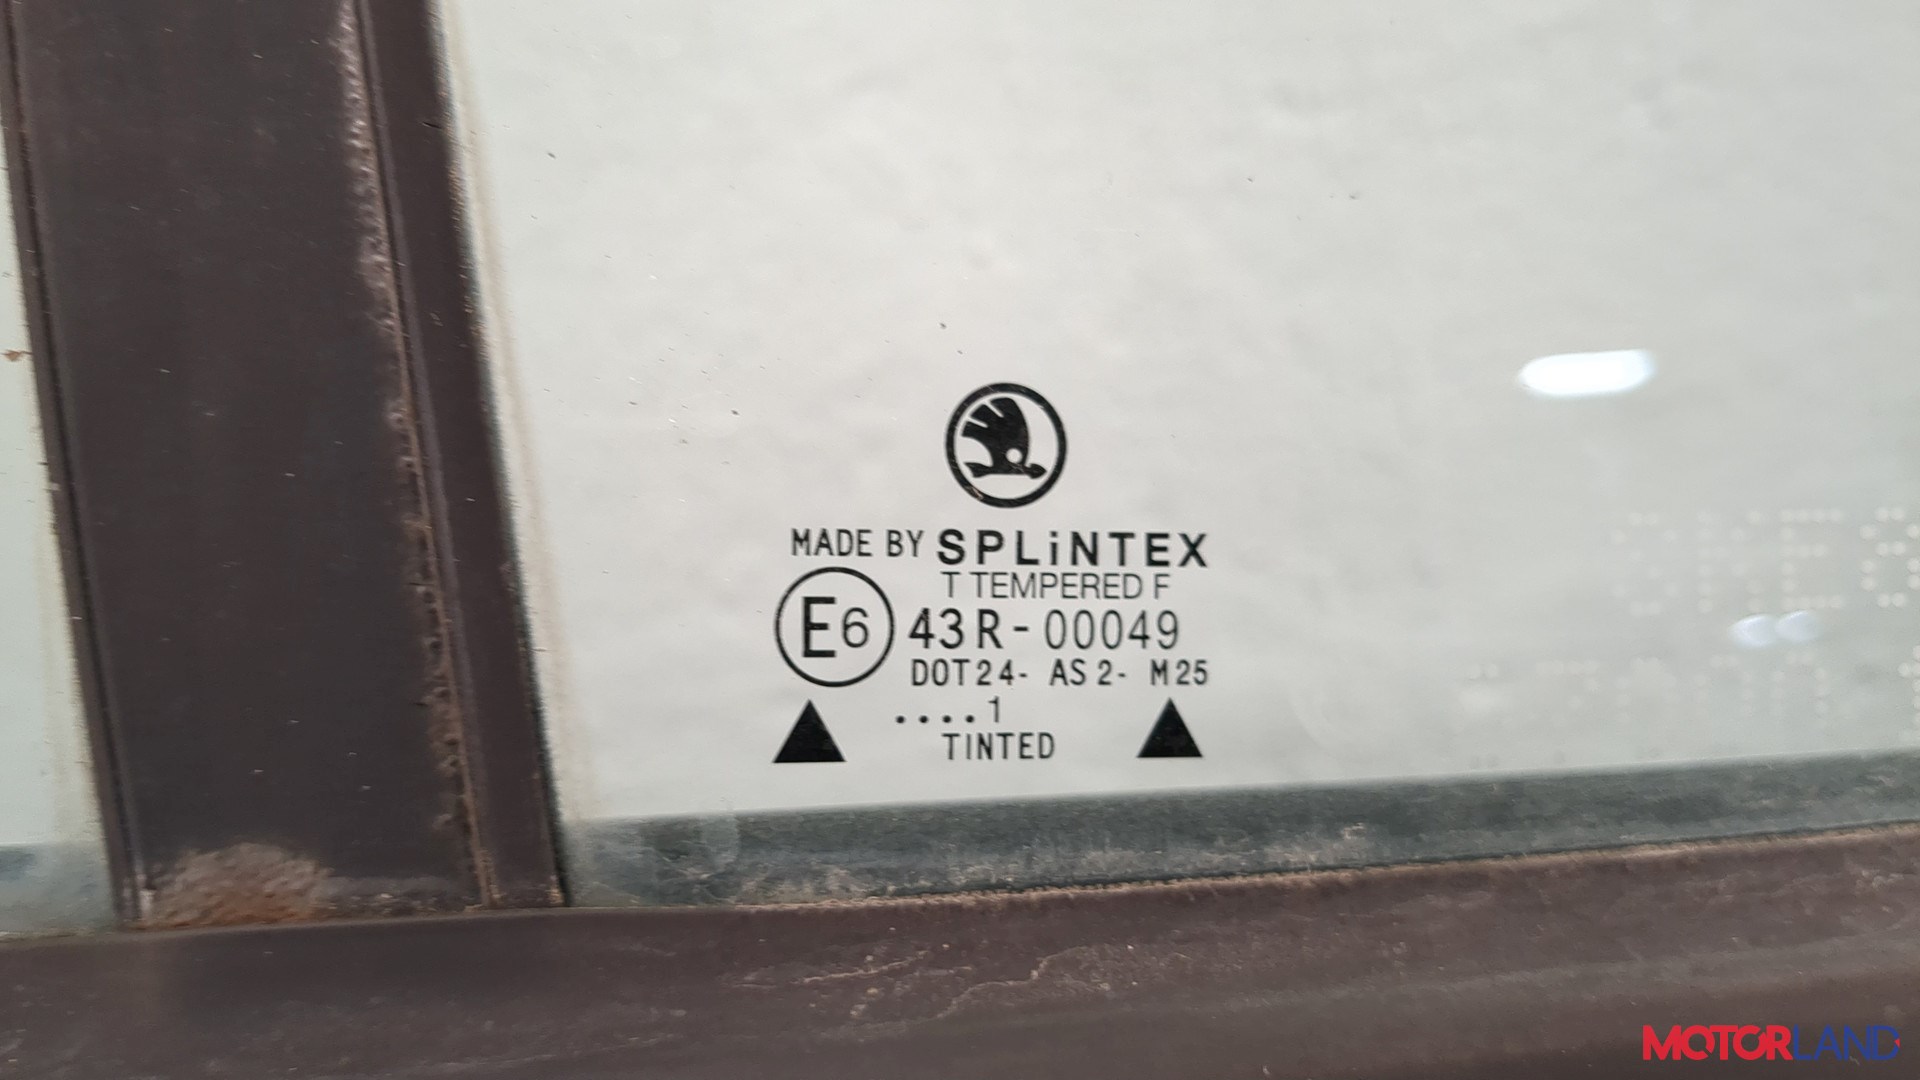 MADE BY SPLiNTEX
T TEMPERED F
E6 43R-00049
DOT24- AS2- M25
....1
TINTED
MOTORLAND